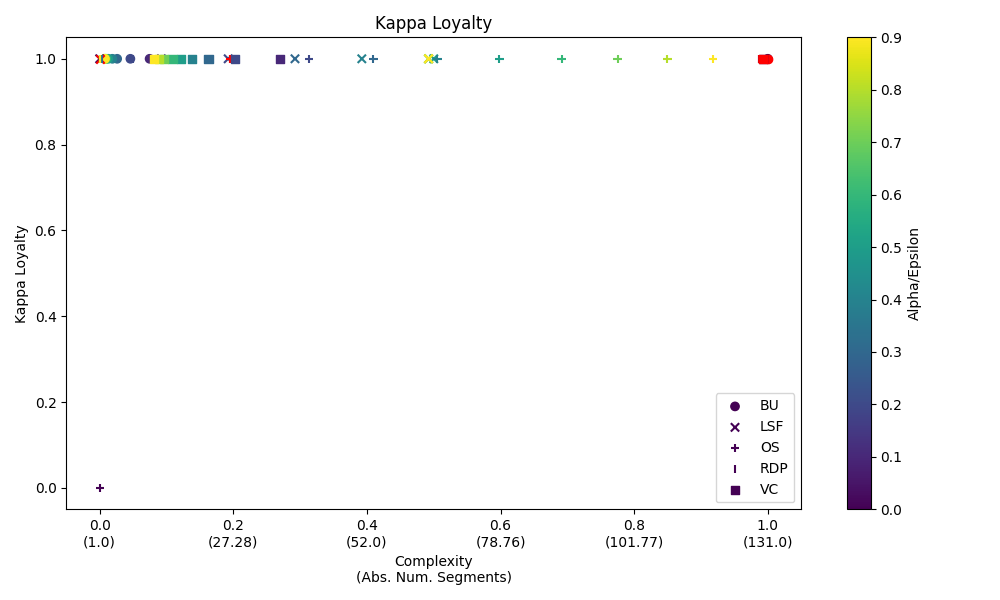 Kappa Loyalty
Kappa Loyalty
1.0
0.8
0.6
0.4
0.2
0.0
0.0 0.2 0.4 0.6 0.8 1.0
(1.0) (27.28) (52.0) (78.76) (101.77) (131.0)
Complexity
(Abs. Num. Segments)
BU
LSF
OS
RDP
VC
0.9
0.8
0.7
0.6
0.5
0.4
0.3
0.2
0.1
0.0
Alpha/Epsilon